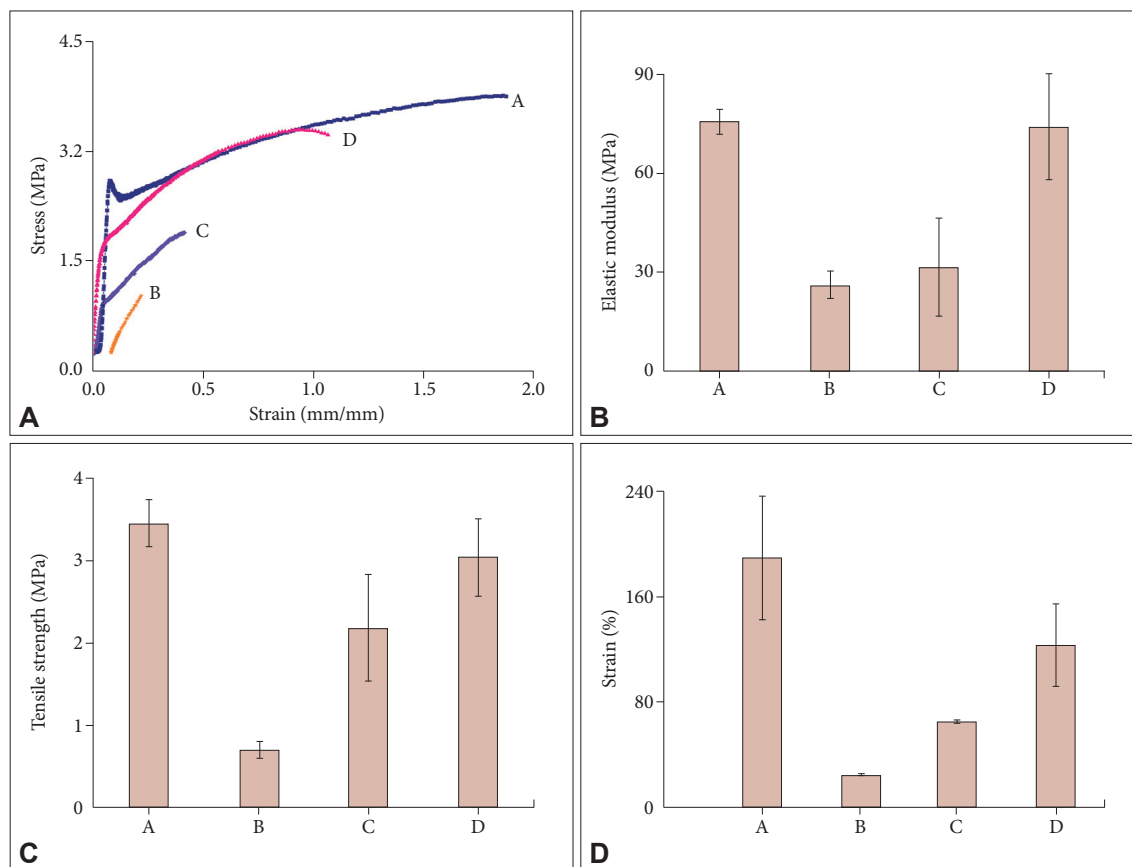 4.5
3.2
1.5
0.0
Stress (MPa)
A
D
C
B
0.0 0.5 1.0 1.5 2.0
Strain (mm/mm)
A
90
60
30
0
Elastic modulus (MPa)
A B C D
B
4
3
2
1
0
Tensile strength (MPa)
A B C D
C
240
160
80
0
Strain (%)
A B C D
D